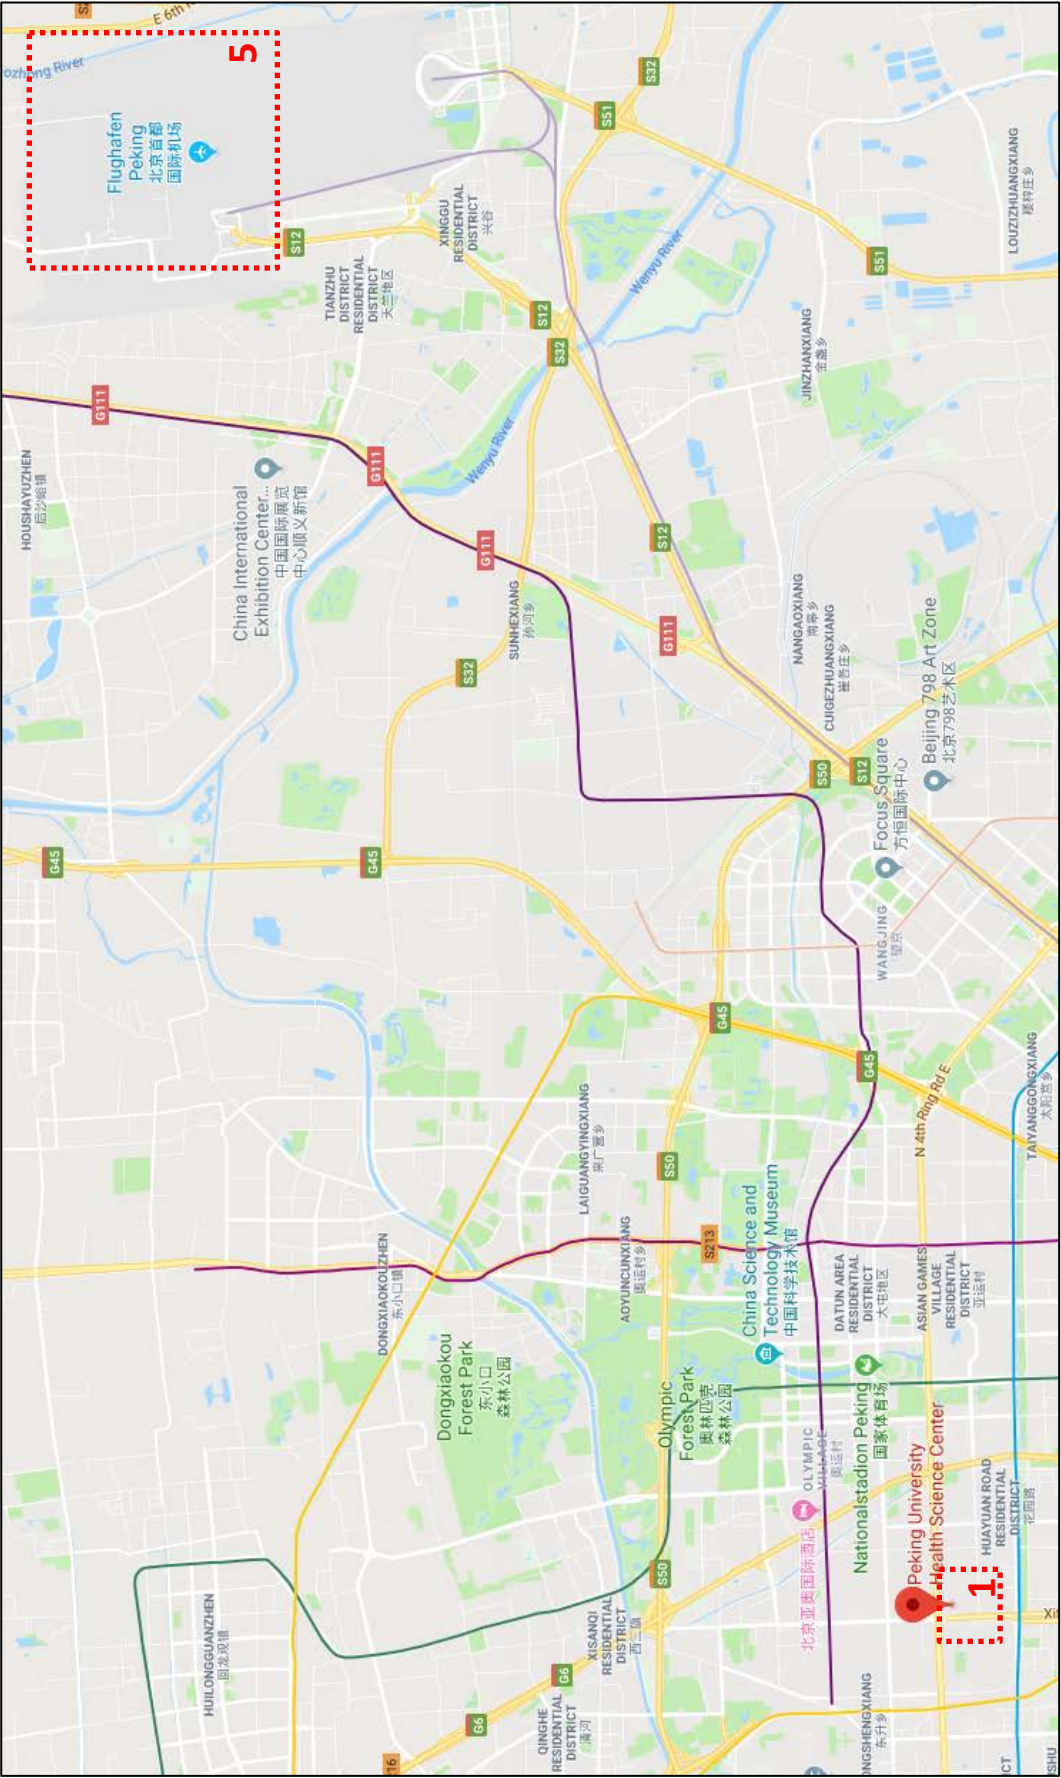 HUILONGGUANZHEN
回龙观镇
HOUSHAYUZHEN
后沙峪镇
G45
G111
E 6th R
Flughafen
Peking
北京首都
国际机场
5
S12
China International
Exhibition Center...
中国国际展览
中心顺义新馆
TIANZHU
DISTRICT
RESIDENTIAL
DISTRICT
天竺地区
G45
G111
DONGXIAOKOUZHEN
东小口镇
16
G6
Dongxiaokou
Forest Park
东小口
森林公园
S32
G111
Wenyu River
XINGGU
RESIDENTIAL
DISTRICT
兴谷
SUNHEXIANG
孙河乡
S12
S32
QINGHE
RESIDENTIAL
DISTRICT
清河
G6
XISANQI
RESIDENTIAL
DISTRICT
西三旗
LAIGUANGYINGXIANG
来广营乡
S51
S32
AOYUNCUNXIANG
奥运村乡
Wenyu River
S50
Olympic
Forest Park
奥林匹克
森林公园
S50
S213
G45
G111
S12
China Science and
Technology Museum
中国科学技术馆
北京亚奥国际酒店
OLYMPIC
VILLAGE
奥运村
S50
NANGAOXIANG
南皋乡
JINZHANXIANG
金盏乡
CUIGEZHUANGXIANG
崔各庄乡
DATUN AREA
RESIDENTIAL
DISTRICT
大屯地区
Nationalstadion Peking
国家体育场
G45
S12
S51
WANGJING
望京
Focus Square
方恒国际中心
Beijing 798 Art Zone
北京798艺术区
ONGSHENGXIANG
东升乡
Peking University
Health Science Center
1
N 4th Ring Rd E
ASIAN GAMES
VILLAGE
RESIDENTIAL
DISTRICT
亚运村
HUAYUAN ROAD
RESIDENTIAL
DISTRICT
花园路
TAIYANGGONGXIANG
太阳宫乡
LOUZIZHUANGXIANG
楼梓庄乡
ICT
ISHU